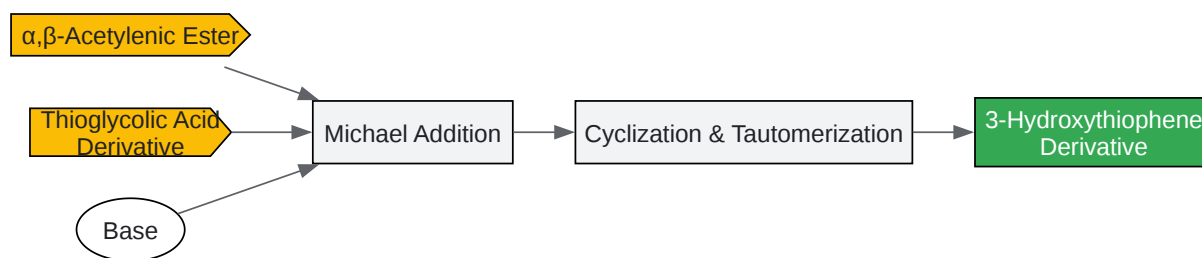 α,β-Acetylenic Ester
Thioglycolic Acid
Derivative
Base
Michael Addition
Cyclization & Tautomerization
3-Hydroxythiophene
Derivative